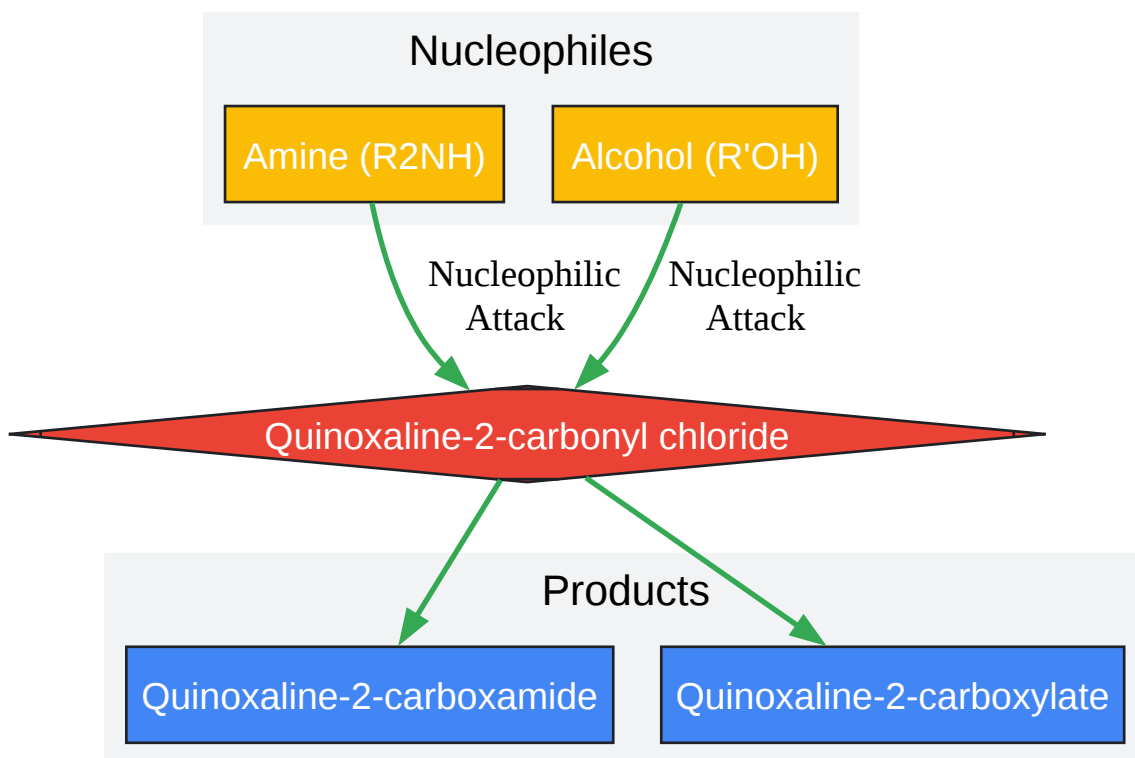 Nucleophiles
Amine (R2NH)
Alcohol (R'OH)
Nucleophilic
Attack
Nucleophilic
Attack
Quinoxaline-2-carbonyl chloride
Products
Quinoxaline-2-carboxamide
Quinoxaline-2-carboxylate